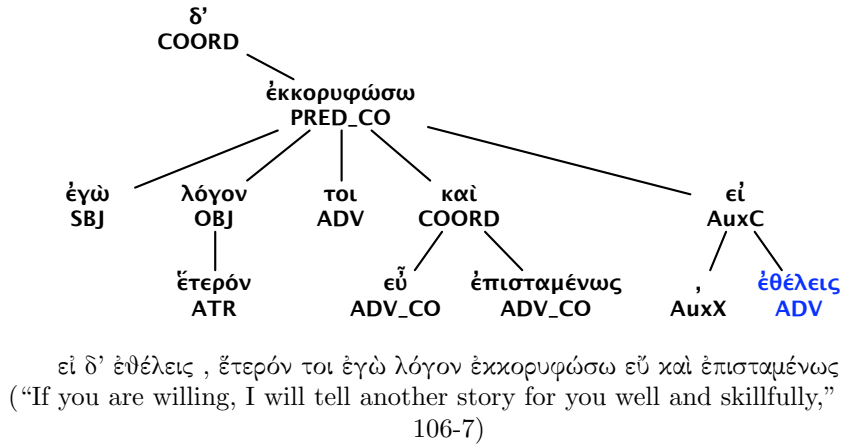 δ’
COORD
ἐκκορυφώσω
PRED_CO
ἐγὼ λόγον τοι καὶ εἰ
SBJ OBJ ADV COORD AuxC
ἕτερόν εὖ ἐπισταμένως , ἐθέλεις
ATR ADV_CO ADV_CO AuxX ADV
εἰ δ’ ἐθέλεις , ἕτερόν τοι ἐγὼ λόγον ἐκκορυφώσω εὖ καὶ ἐπισταμένως
(“If you are willing, I will tell another story for you well and skillfully,”
106-7)